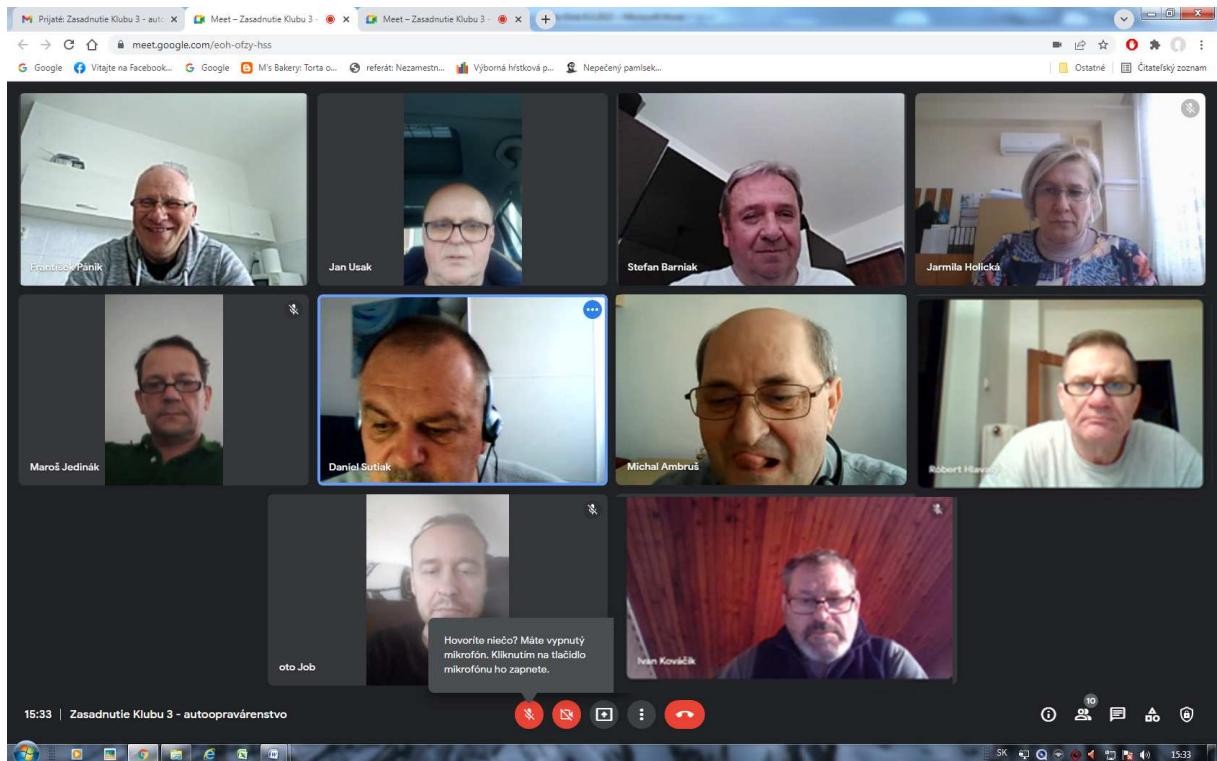 Prijaté: Zasadnutie Klubu 3 - auto
Meet – Zasadnutie Klubu 3 -
Meet – Zasadnutie Klubu 3 -
meet.google.com/eoh-ofzy-hss
Google
Vitajte na Facebook...
Google
M's Bakery: Torta o...
referát: Nezamestn...
Výborná hŕstková p...
Nepečený pamlsek...
Ostatné
Čitateľský zoznam
František Pánik
Jan Usak
Stefan Barniak
Jarmila Holická
Maroš Jedinák
Daniel Sutiak
Michal Ambruš
Róbert
oto Job
Ivan Kováčik
Hovoríte niečo? Máte vypnutý
mikrofón. Kliknutím na tlačidlo
mikrofónu ho zapnete.
15:33 | Zasadnutie Klubu 3 - autoopravárenstvo
10
SK
15:33